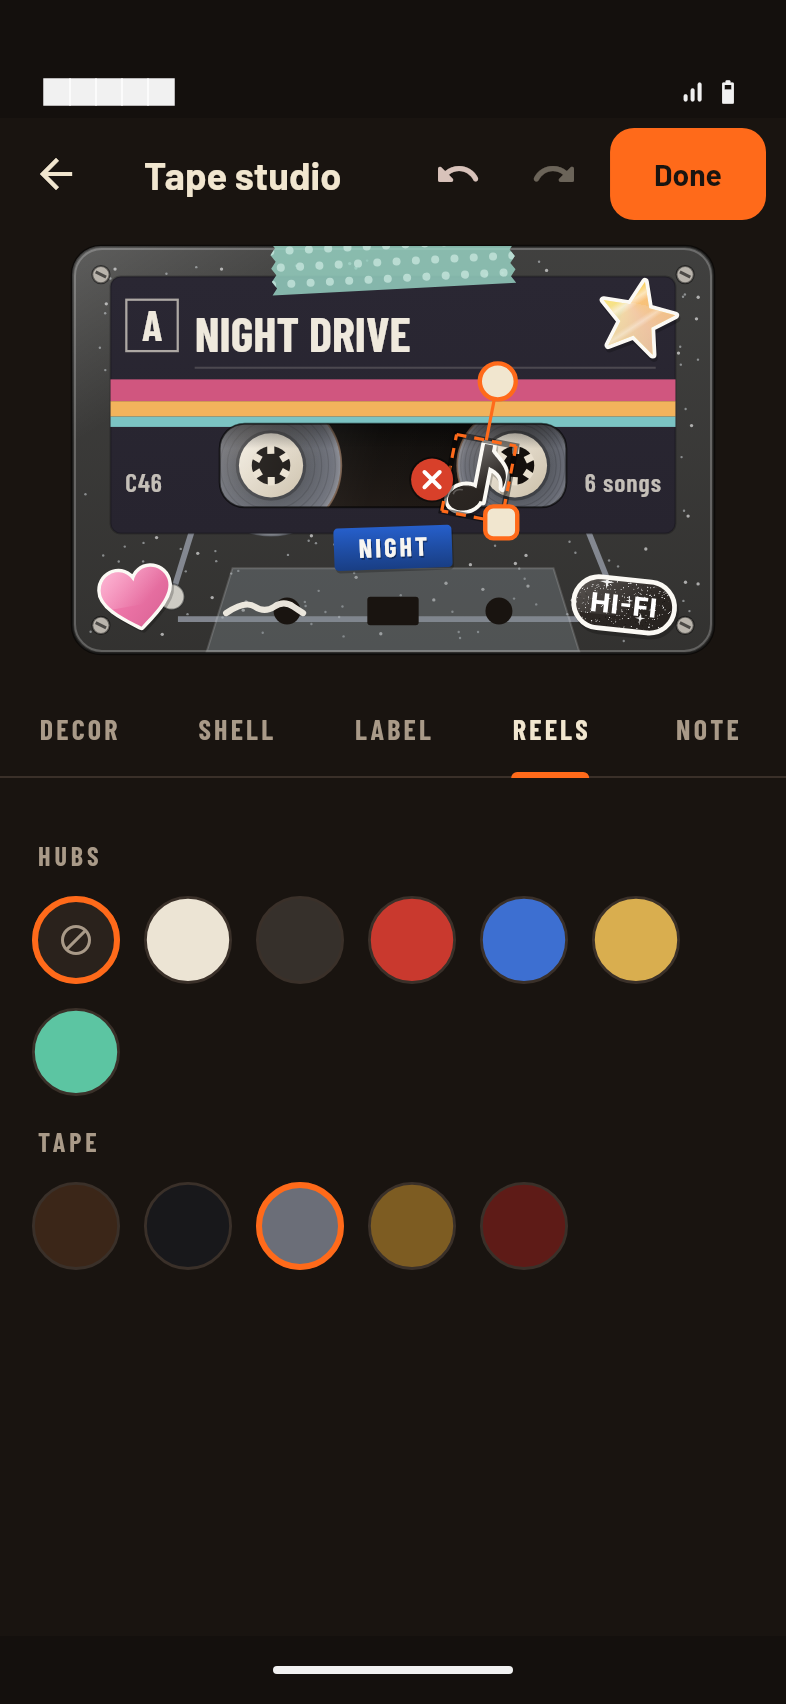 Tape studio
Done
A
NIGHT DRIVE
C46
6 songs
NIGHT
HI-FI
DECOR
SHELL
LABEL
REELS
NOTE
HUBS
TAPE